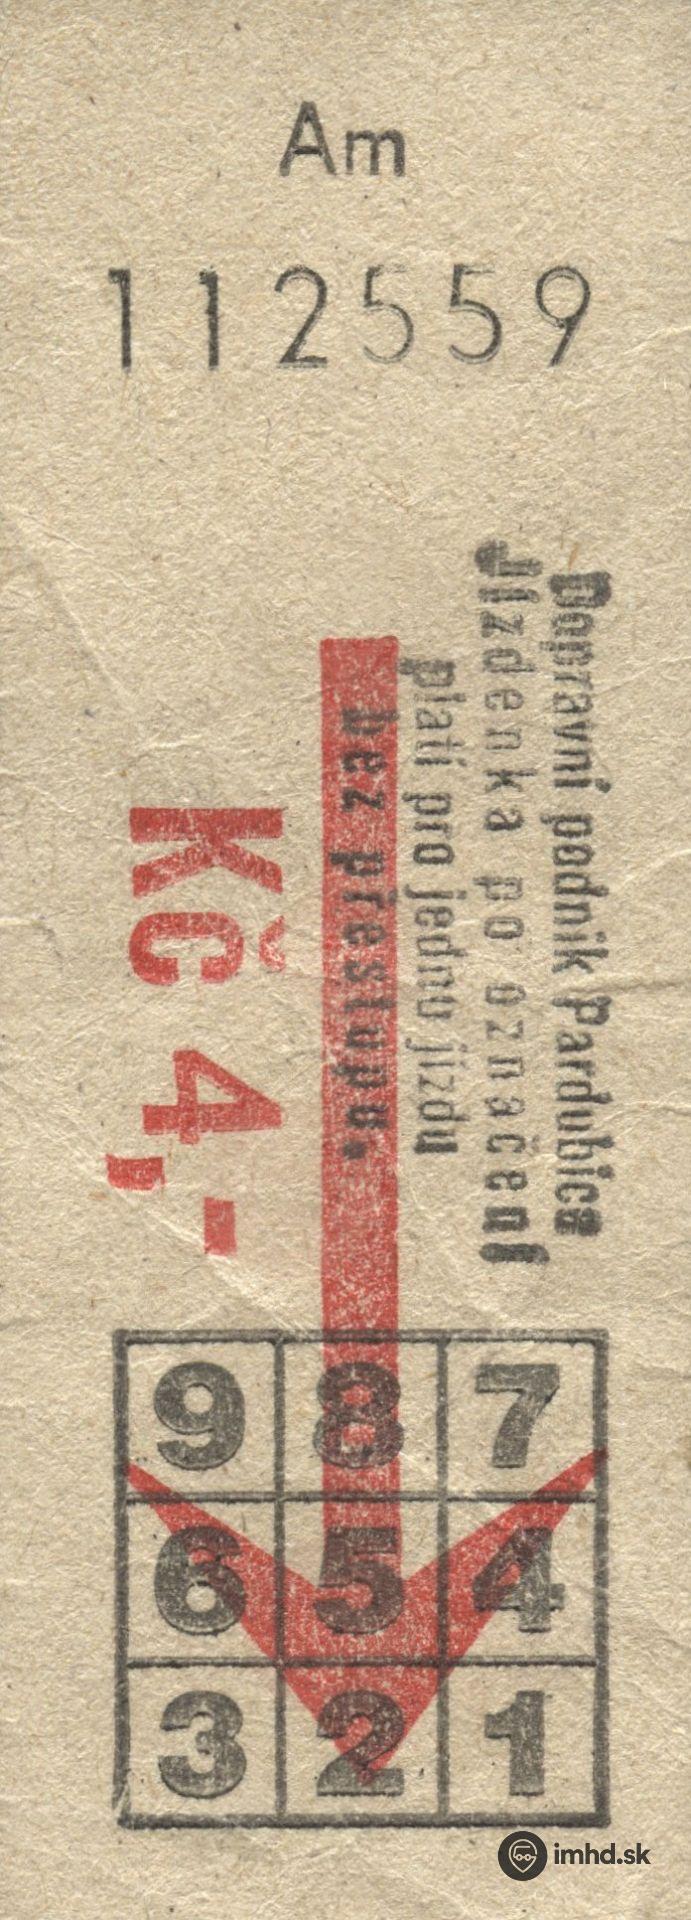 Am
112559
Dopravní podnik Pardubice
Jízdenka po označení
platí pro jednu jízdu
bez přestupu.
Kč 4,-
9 8 7
6 5 4
3 2 1
imhd.sk